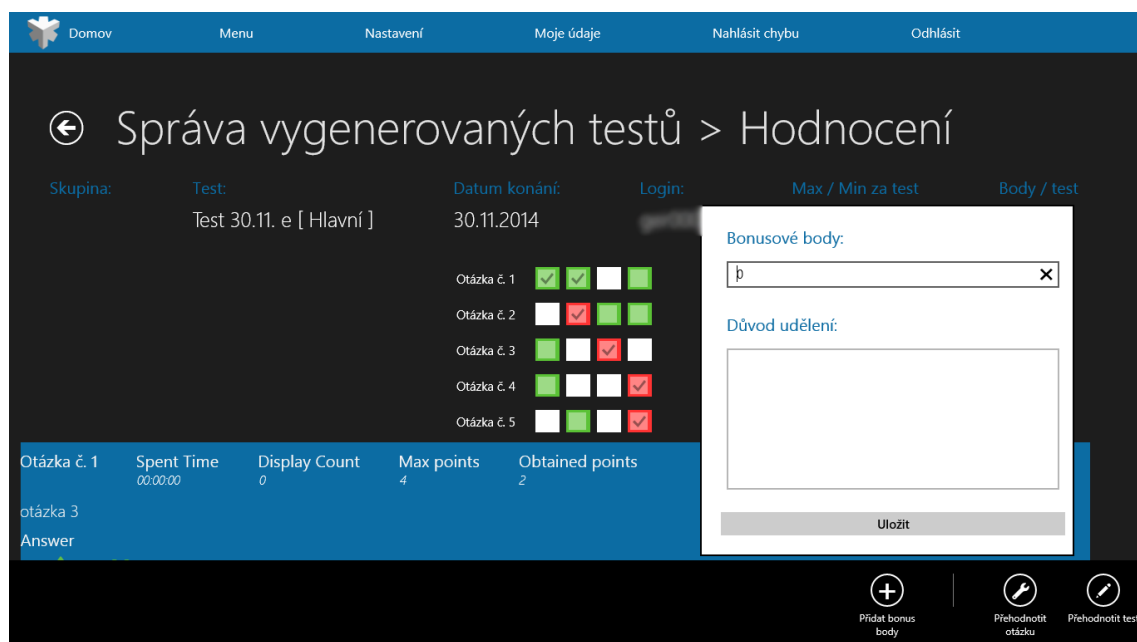 Domov Menu Nastavení Moje údaje Nahlásit chybu Odhlásit
Správa vygenerovaných testů > Hodnocení
Skupina: Test: Datum konání: Login: Max / Min za test Body / test
Test 30.11. e [ Hlavní ] 30.11.2014
Bonusové body:
Otázka č. 1
Otázka č. 2
Důvod udělení:
Otázka č. 3
Otázka č. 4
Otázka č. 5
Otázka č. 1 Spent Time Display Count Max points Obtained points
00:00:00 0 4 2
otázka 3
Uložit
Answer
Přidat bonus body
Přehodnotit otázku
Přehodnotit test